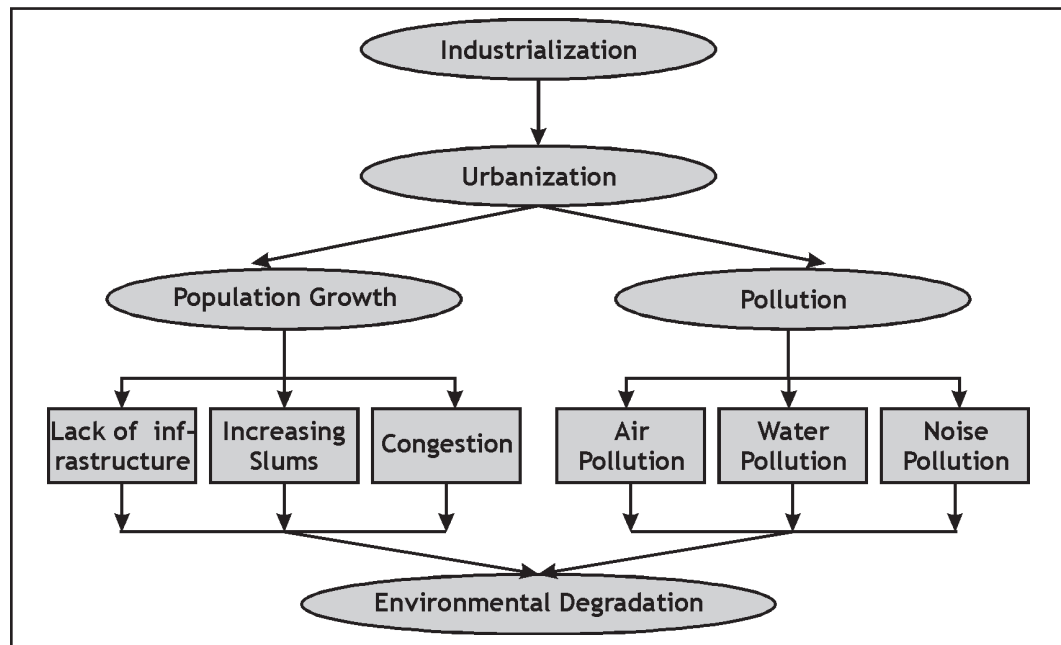 Industrialization
Urbanization
Population Growth
Pollution
Lack of inf-
rastructure
Increasing
Slums
Congestion
Air
Pollution
Water
Pollution
Noise
Pollution
Environmental Degradation